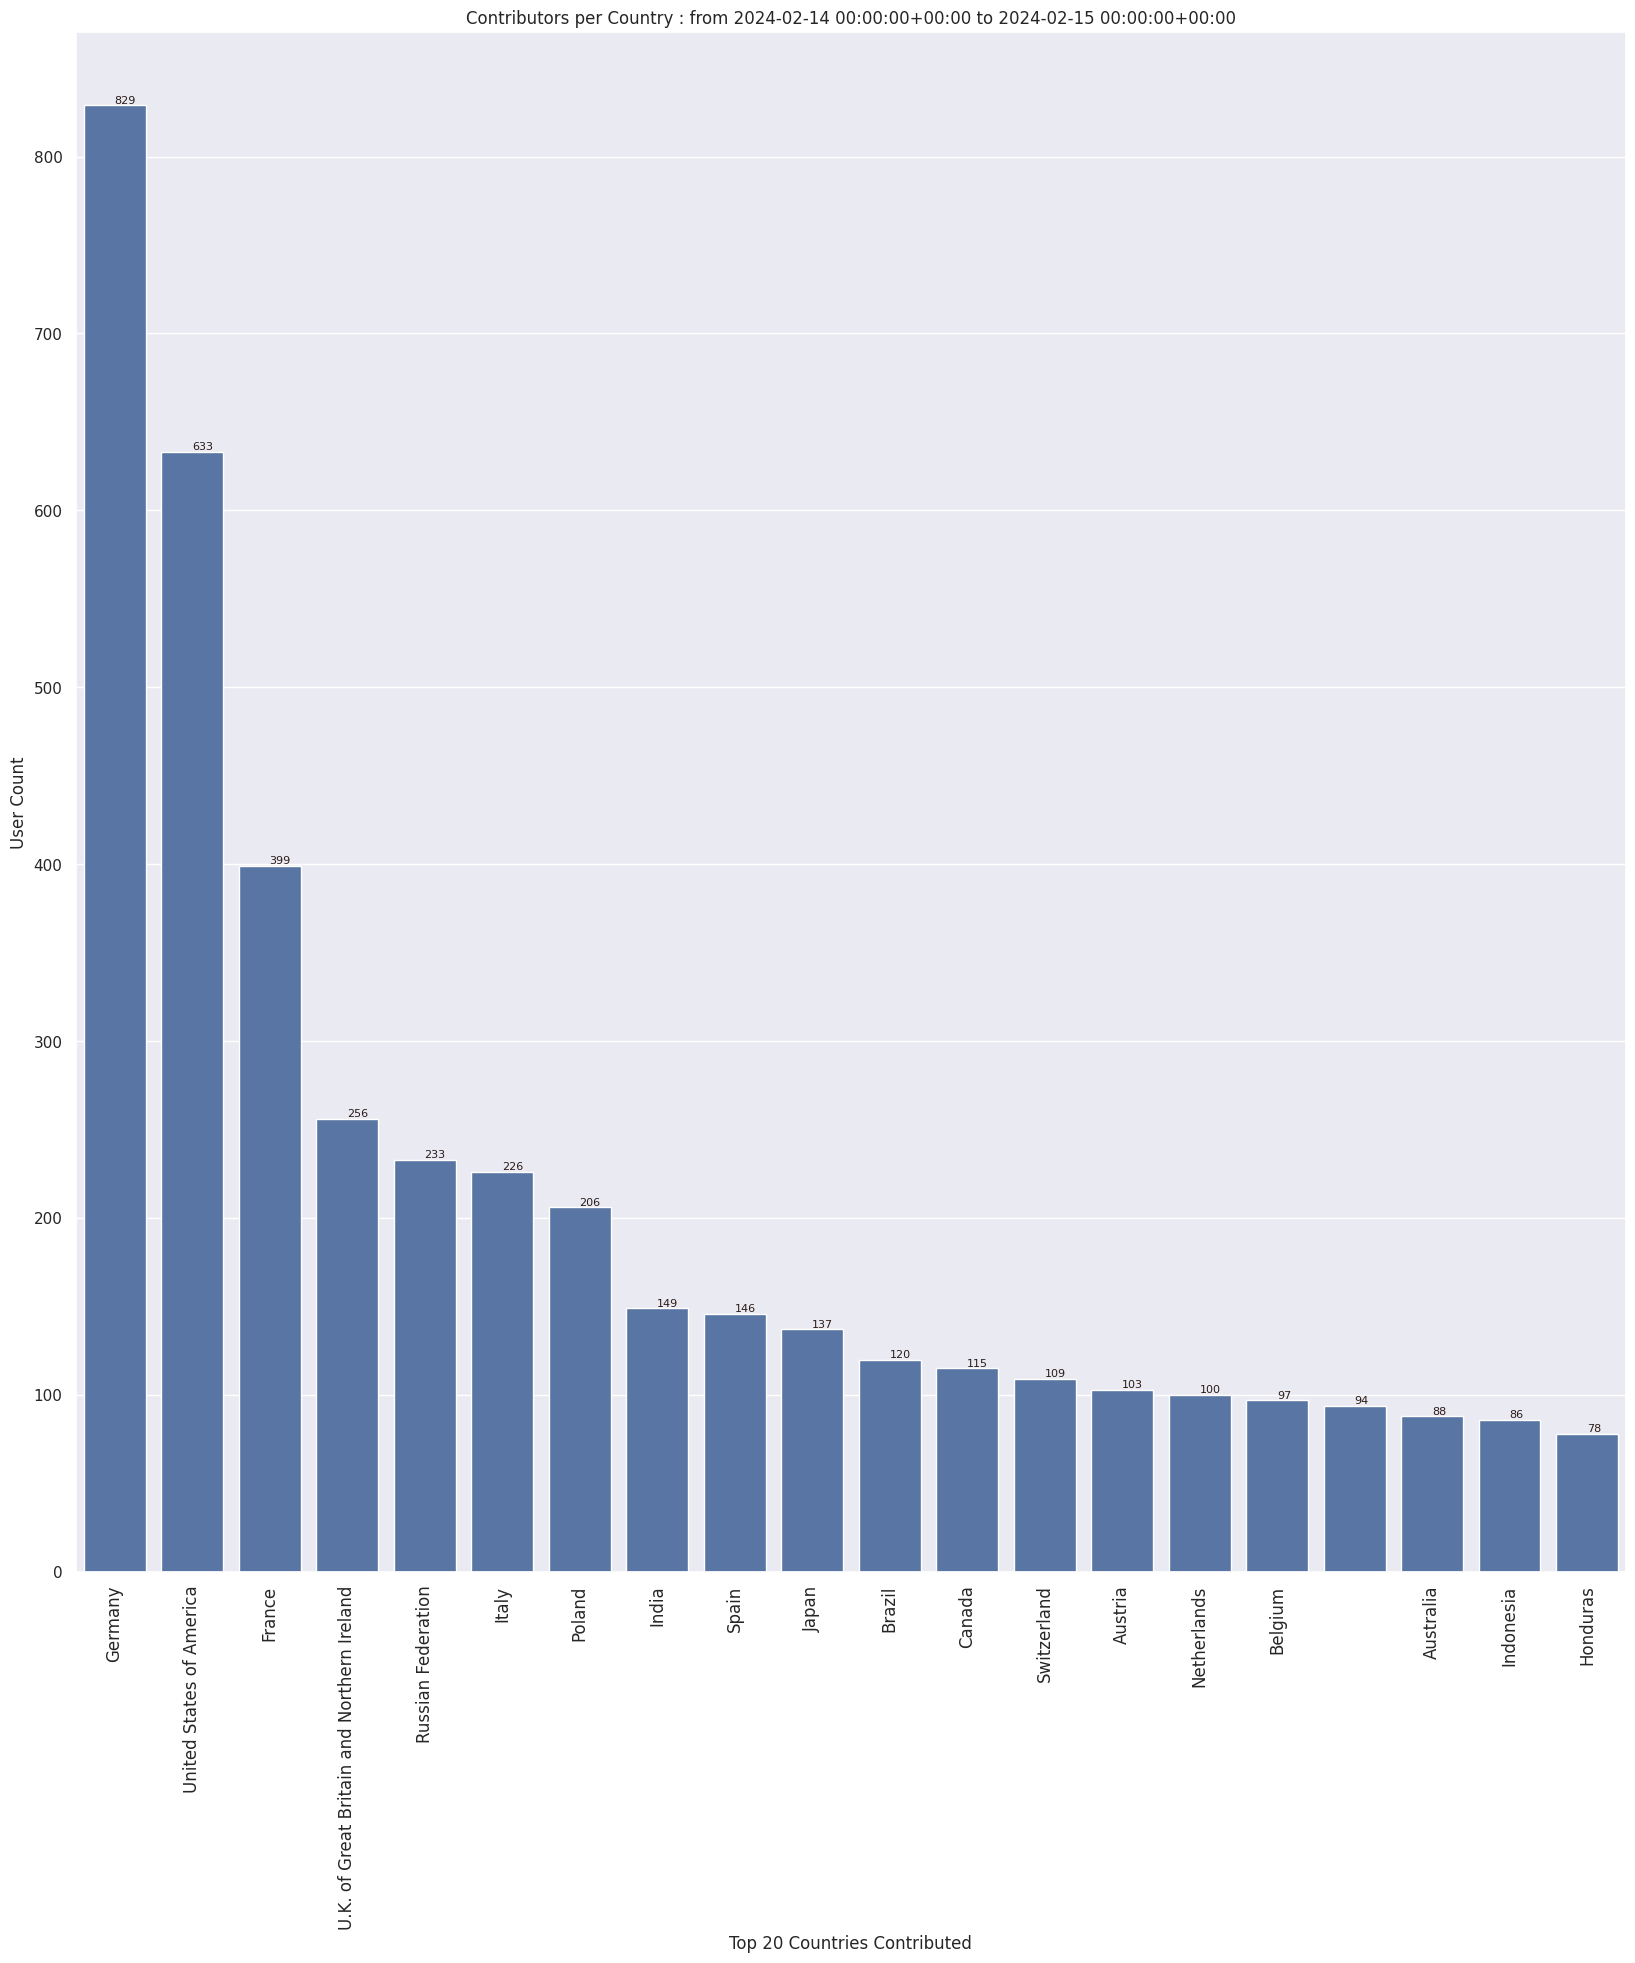 Contributors per Country : from 2024-02-14 00:00:00+00:00 to 2024-02-15 00:00:00+00:00
User Count
800
700
600
500
400
300
200
100
0
829
633
399
256
233
226
206
149
146
137
120
115
109
103
100
97
94
88
86
78
Germany
United States of America
France
U.K. of Great Britain and Northern Ireland
Russian Federation
Italy
Poland
India
Spain
Japan
Brazil
Canada
Switzerland
Austria
Netherlands
Belgium
Australia
Indonesia
Honduras
Top 20 Countries Contributed